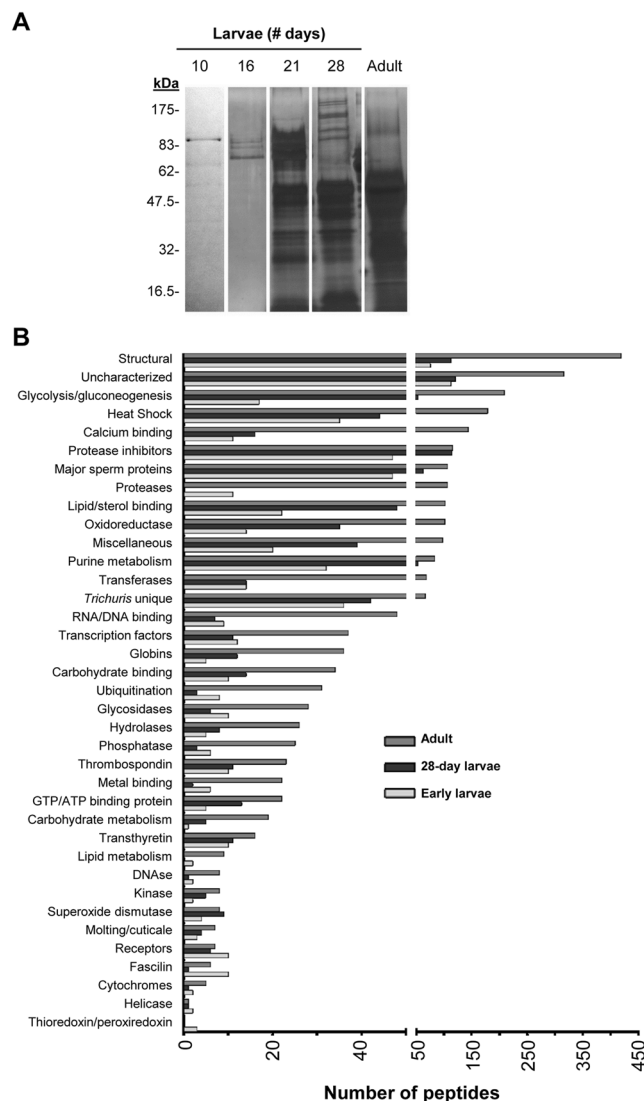 A
Larvae (# days)
10 16 21 28 Adult
kDa
175-
83-
62-
47.5-
32-
16.5-
B
Structural
Uncharacterized
Glycolysis/gluconeogenesis
Heat Shock
Calcium binding
Protease inhibitors
Major sperm proteins
Proteases
Lipid/sterol binding
Oxidoreductase
Miscellaneous
Purine metabolism
Transferases
Trichuris unique
RNA/DNA binding
Transcription factors
Globins
Carbohydrate binding
Ubiquitination
Glycosidases
Hydrolases
Phosphatase
Thrombospondin
Metal binding
GTP/ATP binding protein
Carbohydrate metabolism
Transthyretin
Lipid metabolism
DNAse
Kinase
Superoxide dismutase
Molting/cuticale
Receptors
Fascilin
Cytochromes
Helicase
Thioredoxin/peroxiredoxin
Adult
28-day larvae
Early larvae
0 20 40 50 150 250 350 450
Number of peptides